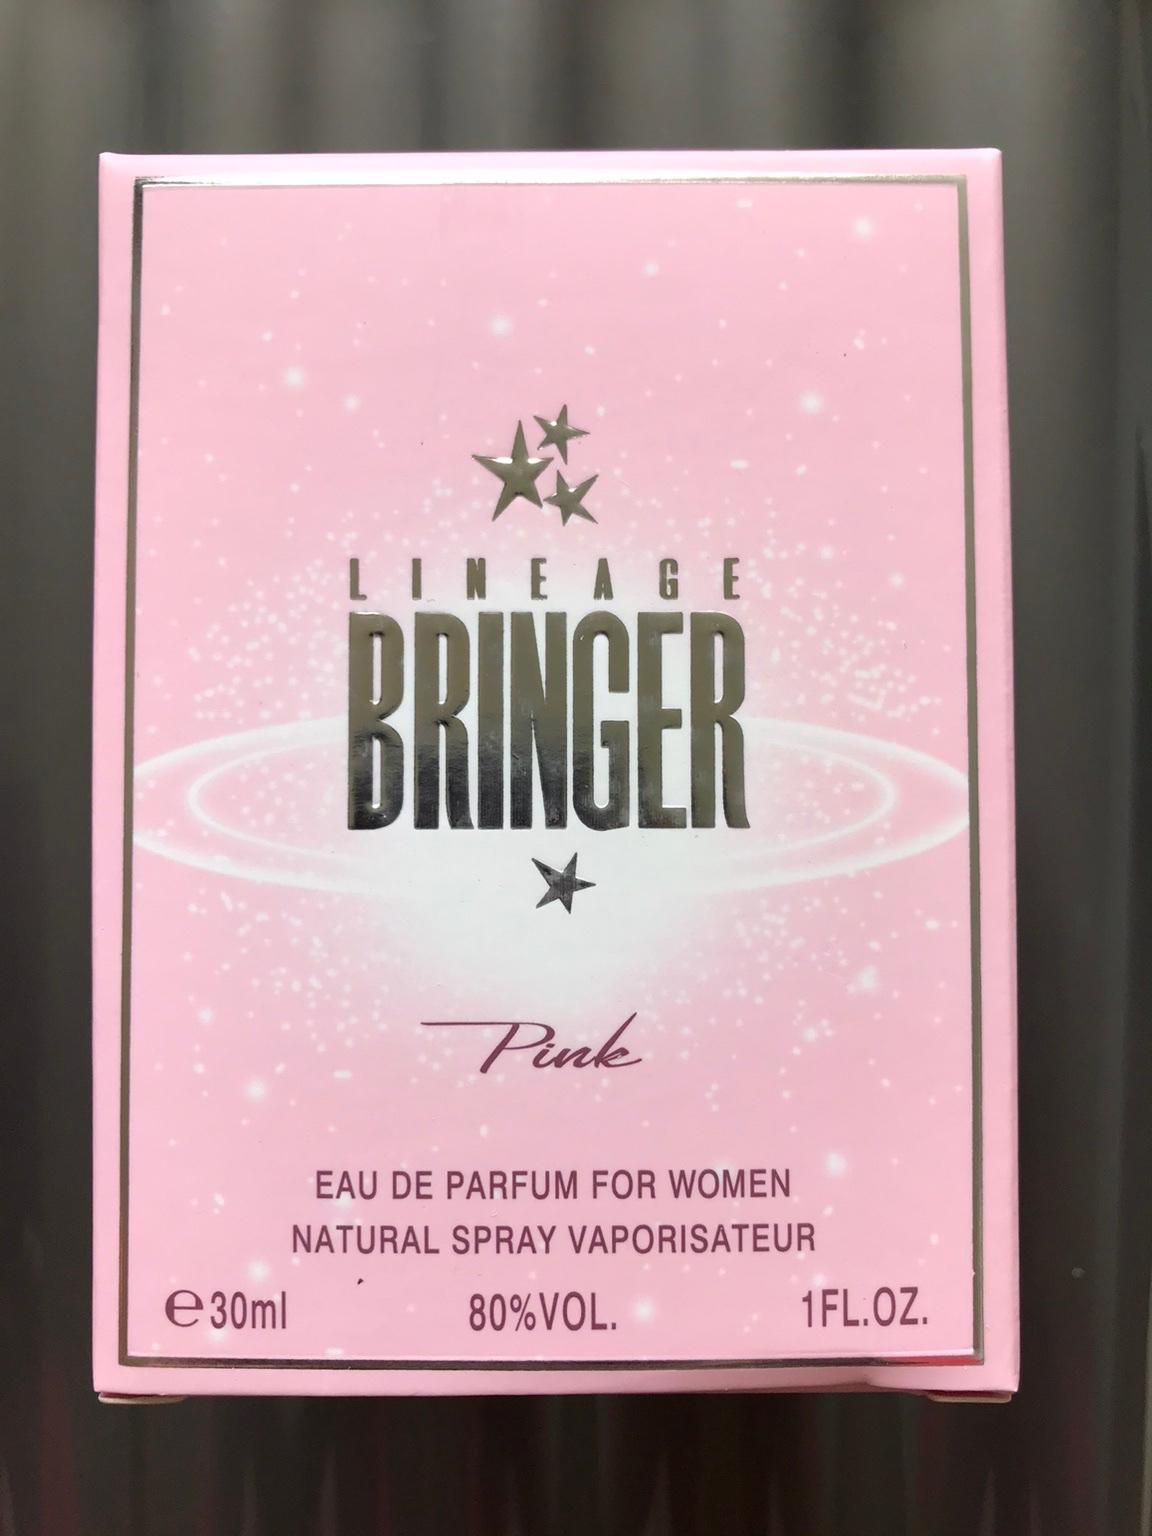 LINEAGE
BRINGER
Pink
EAU DE PARFUM FOR WOMEN
NATURAL SPRAY VAPORISATEUR
℮30ml 80%VOL. 1FL.OZ.